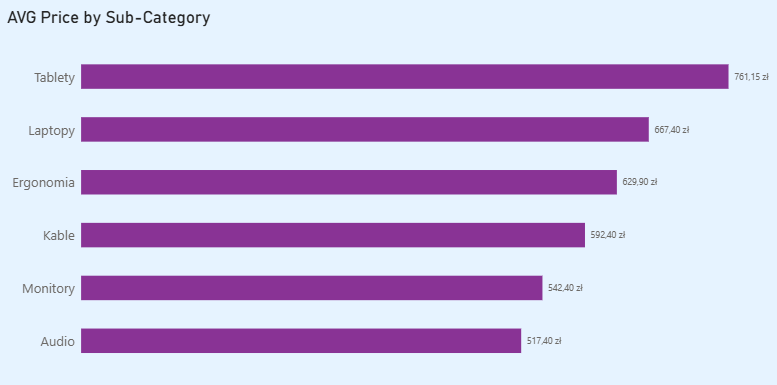 AVG Price by Sub-Category
Tablety 761,15 zł
Laptopy 667,40 zł
Ergonomia 629,90 zł
Kable 592,40 zł
Monitory 542,40 zł
Audio 517,40 zł